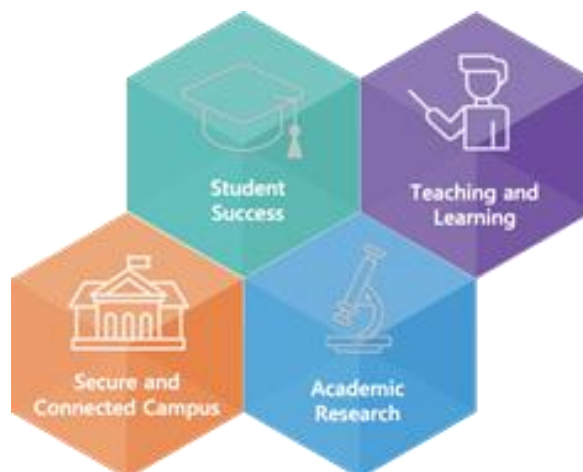 Student
Success
Teaching and
Learning
Secure and
Connected Campus
Academic
Research